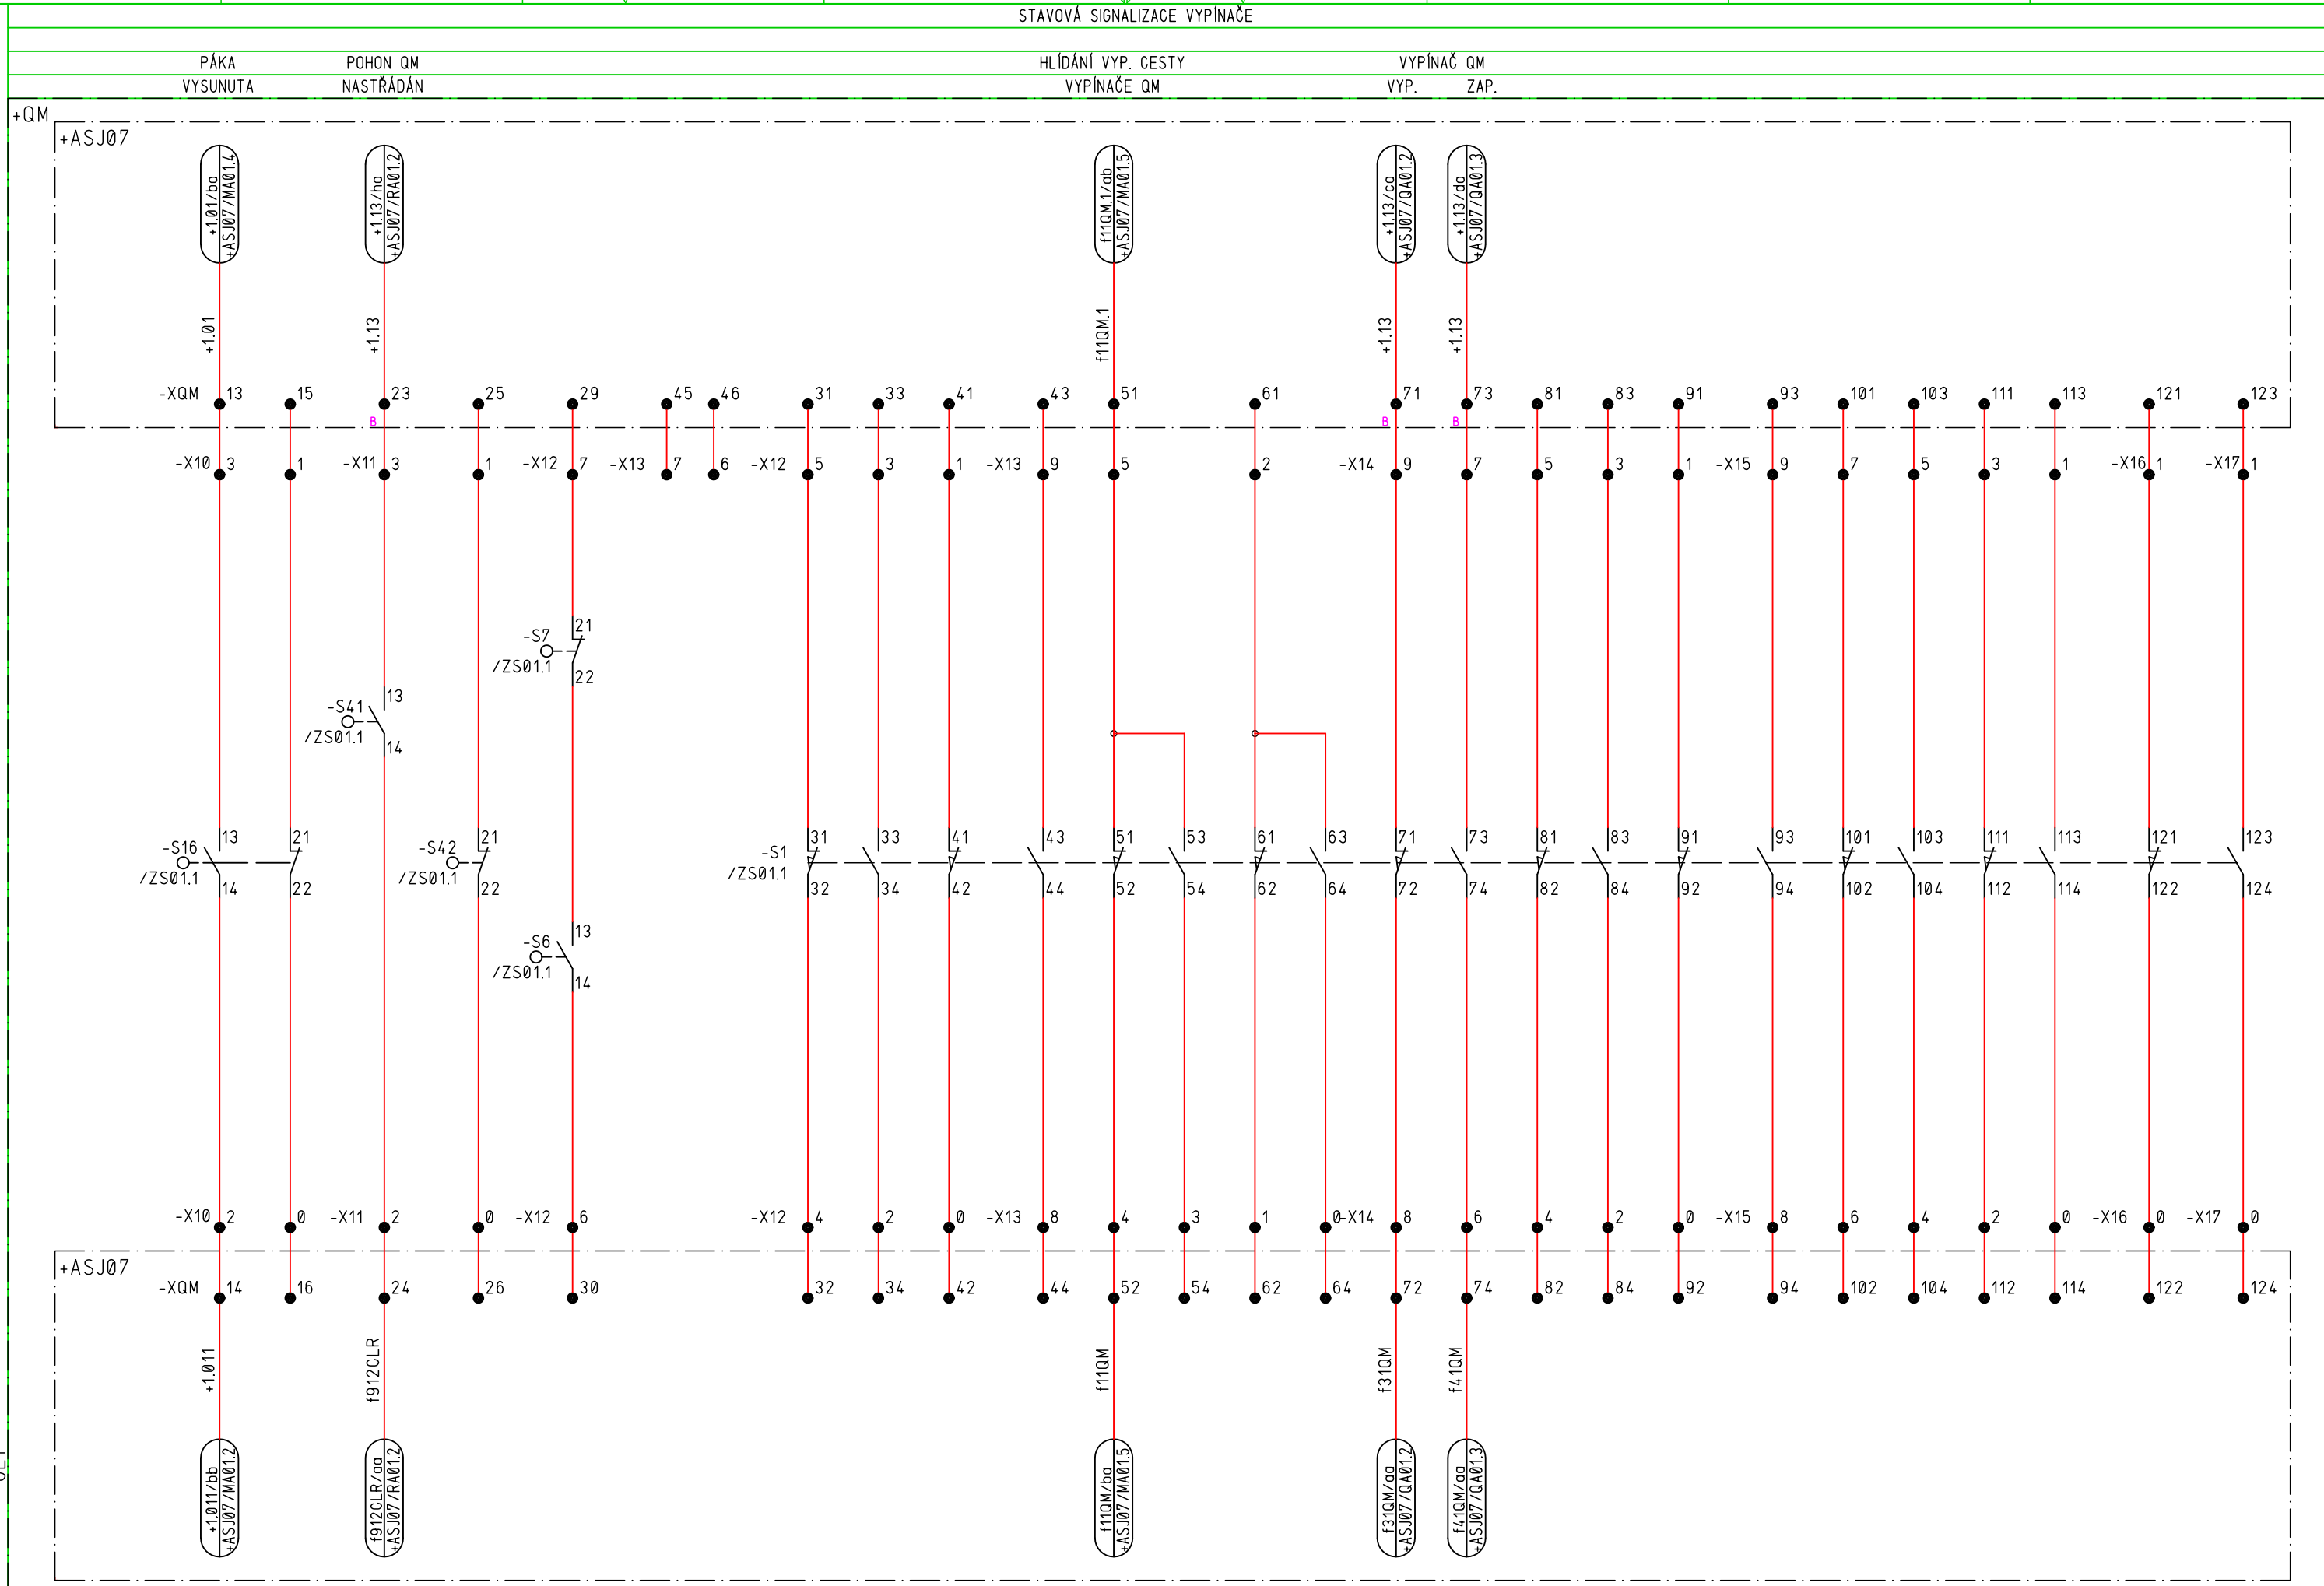 STAVOVÁ SIGNALIZACE VYPÍNAČE
PÁKA POHON QM HLÍDÁNÍ VYP. CESTY VYPÍNAČ QM
VYSUNUTA NASTŘÁDÁN VYPÍNAČE QM VYP. ZAP.
+QM
+ASJ07
+1.01/ba
+ASJ07/MA01.4
+1.13/ha
+ASJ07/RA01.2
f11QM.1/ab
+ASJ07/MA01.5
+1.13/ca
+ASJ07/QA01.2
+1.13/da
+ASJ07/QA01.3
+1.01 +1.13 f11QM.1 +1.13 +1.13
-XQM 13 15 23 25 29 45 46 31 33 41 43 51 61 71 73 81 83 91 93 101 103 111 113 121 123
B B B
-X10 3 1 -X11 3 1 -X12 7 -X13 7 6 -X12 5 3 1 -X13 9 5 2 -X14 9 7 5 3 1 -X15 9 7 5 3 1 -X16 1 -X17 1
21
-S7
/ZS01.1
22
13
-S41
/ZS01.1
14
13 21 21 31 33 41 43 51 53 61 63 71 73 81 83 91 93 101 103 111 113 121 123
-S16 -S42 -S1
/ZS01.1 /ZS01.1 /ZS01.1
14 22 22 32 34 42 44 52 54 62 64 72 74 82 84 92 94 102 104 112 114 122 124
13
-S6
/ZS01.1
14
-X10 2 0 -X11 2 0 -X12 6 -X12 4 2 0 -X13 8 4 3 1 0 -X14 8 6 4 2 0 -X15 8 6 4 2 0 -X16 0 -X17 0
+ASJ07
-XQM 14 16 24 26 30 32 34 42 44 52 54 62 64 72 74 82 84 92 94 102 104 112 114 122 124
+1.011 f912CLR f11QM f31QM f41QM
+1.011/bb
+ASJ07/MA01.2
f912CLR/aa
+ASJ07/RA01.2
f11QM/ba
+ASJ07/MA01.5
f31QM/aa
+ASJ07/QA01.2
f41QM/aa
+ASJ07/QA01.3